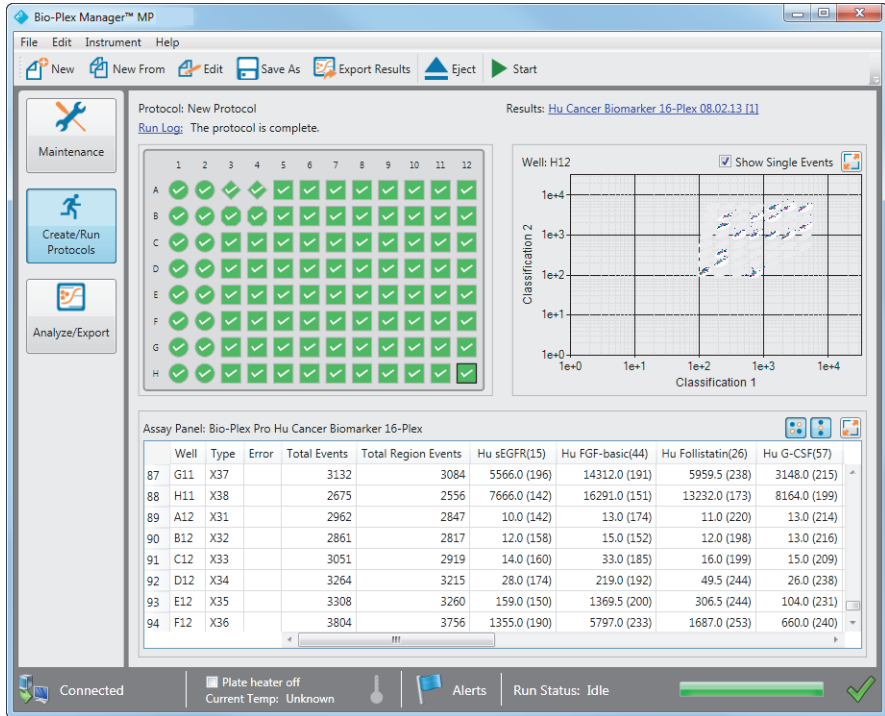 Bio-Plex Manager™ MP
File Edit Instrument Help
New New From Edit Save As Export Results Eject Start
Maintenance
Create/Run
Protocols
Analyze/Export
Protocol: New Protocol
Run Log: The protocol is complete.
Results: Hu Cancer Biomarker 16-Plex 08.02.13 [1]
1 2 3 4 5 6 7 8 9 10 11 12
A
B
C
D
E
F
G
H
Well: H12 Show Single Events
1e+4
1e+3
1e+2
1e+1
1e+0
Classification 2
1e+0 1e+1 1e+2 1e+3 1e+4
Classification 1
Assay Panel: Bio-Plex Pro Hu Cancer Biomarker 16-Plex
Well Type Error Total Events Total Region Events Hu sEGFR(15) Hu FGF-basic(44) Hu Follistatin(26) Hu G-CSF(57)
87 G11 X37 3132 3084 5566.0 (196) 14312.0 (191) 5959.5 (238) 3148.0 (215)
88 H11 X38 2675 2556 7666.0 (142) 16291.0 (151) 13232.0 (173) 8164.0 (199)
89 A12 X31 2962 2847 10.0 (142) 13.0 (174) 11.0 (220) 13.0 (214)
90 B12 X32 2861 2817 12.0 (158) 15.0 (152) 12.0 (198) 13.0 (216)
91 C12 X33 3051 2919 14.0 (160) 33.0 (185) 16.0 (199) 15.0 (209)
92 D12 X34 3264 3215 28.0 (174) 219.0 (192) 49.5 (244) 26.0 (238)
93 E12 X35 3308 3260 159.0 (150) 1369.5 (200) 306.5 (244) 104.0 (231)
94 F12 X36 3804 3756 1355.0 (190) 5797.0 (233) 1687.0 (253) 660.0 (240)
Connected
Plate heater off
Current Temp: Unknown
Alerts
Run Status: Idle